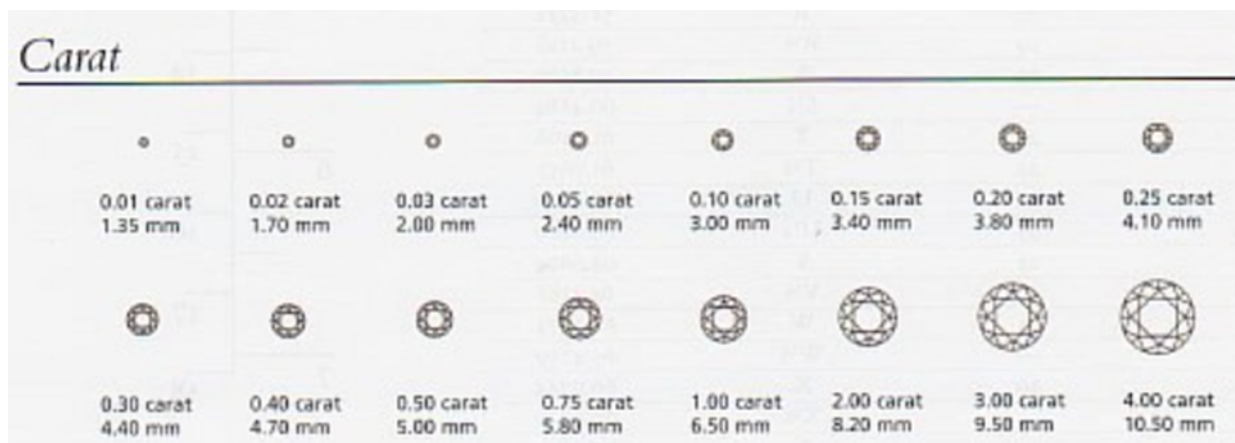 Carat
0.01 carat 0.02 carat 0.03 carat 0.05 carat 0.10 carat 0.15 carat 0.20 carat 0.25 carat
1.35 mm 1.70 mm 2.00 mm 2.40 mm 3.00 mm 3.40 mm 3.80 mm 4.10 mm
0.30 carat 0.40 carat 0.50 carat 0.75 carat 1.00 carat 2.00 carat 3.00 carat 4.00 carat
4.40 mm 4.70 mm 5.00 mm 5.80 mm 6.50 mm 8.20 mm 9.50 mm 10.50 mm